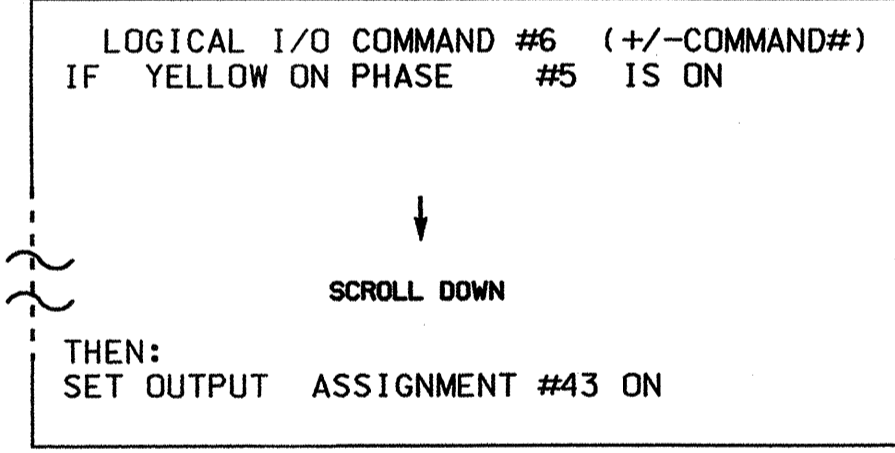 LOGICAL I/O COMMAND #6 (+/-COMMAND#)
IF YELLOW ON PHASE #5 IS ON
SCROLL DOWN
THEN:
SET OUTPUT ASSIGNMENT #43 ON